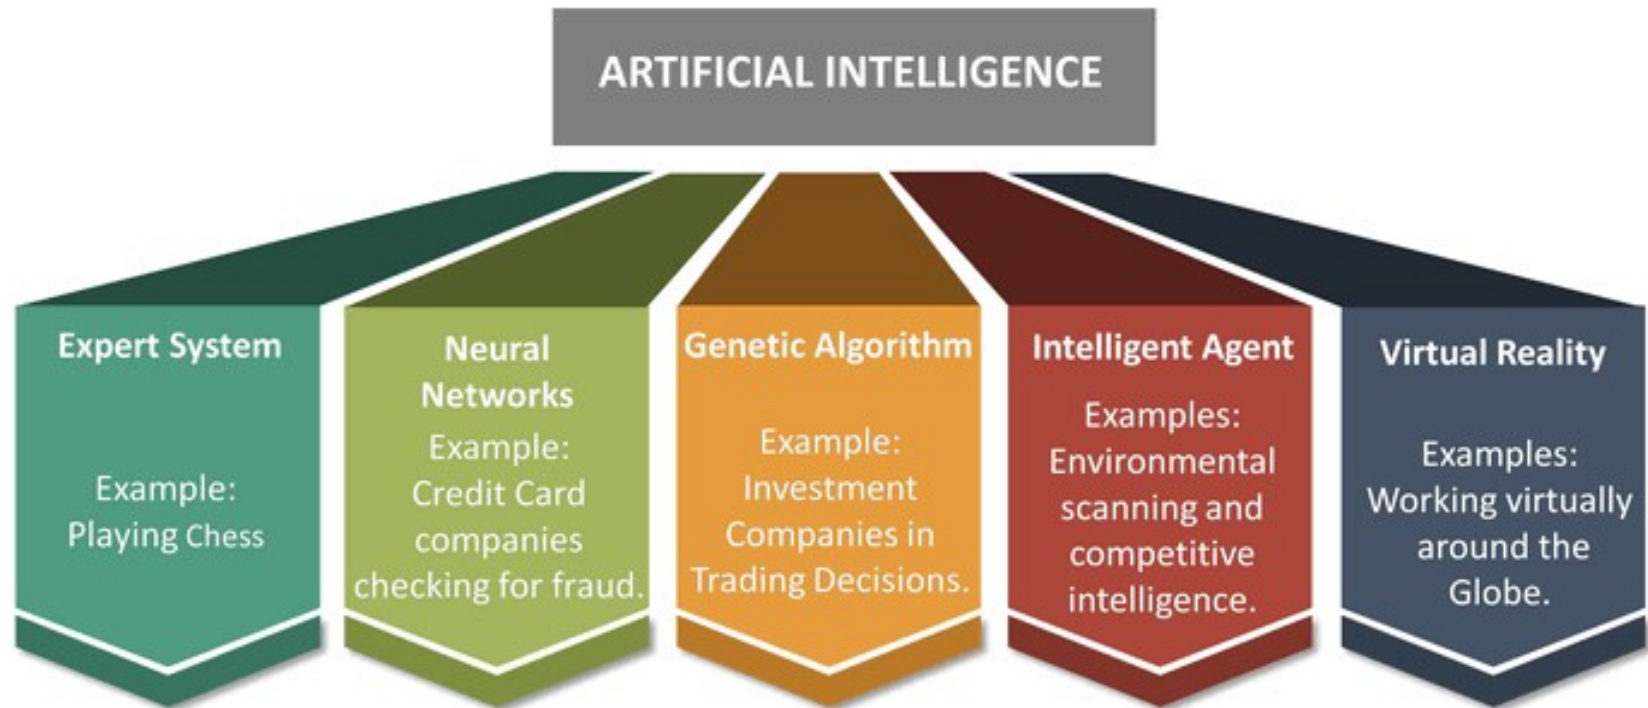 ARTIFICIAL INTELLIGENCE
Expert System
Example:
Playing Chess
Neural
Networks
Example:
Credit Card
companies
checking for fraud.
Genetic Algorithm
Example:
Investment
Companies in
Trading Decisions.
Intelligent Agent
Examples:
Environmental
scanning and
competitive
intelligence.
Virtual Reality
Examples:
Working virtually
around the
Globe.